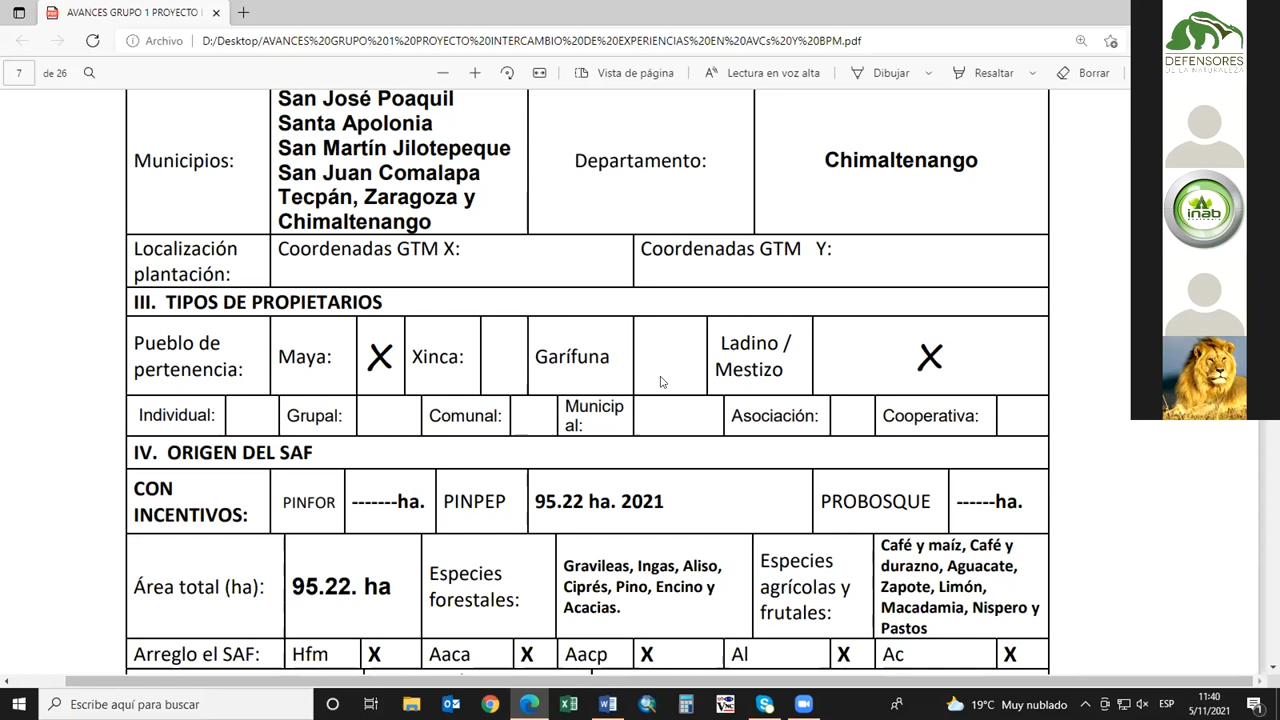 AVANCES GRUPO 1 PROYECTO I
Archivo D:/Desktop/AVANCES%20GRUPO%201%20PROYECTO%20INTERCAMBIO%20DE%20EXPERIENCIAS%20EN%20AVCs%20Y%20BPM.pdf
7 de 26 Vista de página Lectura en voz alta Dibujar Resaltar Borrar
San José Poaquil
Santa Apolonia
San Martín Jilotepeque
San Juan Comalapa
Tecpán, Zaragoza y
Chimaltenango
Municipios:
Departamento:
Chimaltenango
Localización
plantación:
Coordenadas GTM X:
Coordenadas GTM Y:
III. TIPOS DE PROPIETARIOS
Pueblo de
pertenencia:
Maya: X
Xinca:
Garífuna
Ladino /
Mestizo
X
Individual:
Grupal:
Comunal:
Municip
al:
Asociación:
Cooperativa:
IV. ORIGEN DEL SAF
CON
INCENTIVOS:
PINFOR -------ha.
PINPEP 95.22 ha. 2021
PROBOSQUE ------ha.
Área total (ha): 95.22. ha
Especies
forestales:
Gravileas, Ingas, Aliso,
Ciprés, Pino, Encino y
Acacias.
Especies
agrícolas y
frutales:
Café y maíz, Café y
durazno, Aguacate,
Zapote, Limón,
Macadamia, Nispero y
Pastos
Arreglo el SAF: Hfm X Aaca X Aacp X Al X Ac X
DEFENSORES
DE LA NATURALEZA
inab
Escribe aquí para buscar
19°C Muy nublado
ESP
11:40
5/11/2021